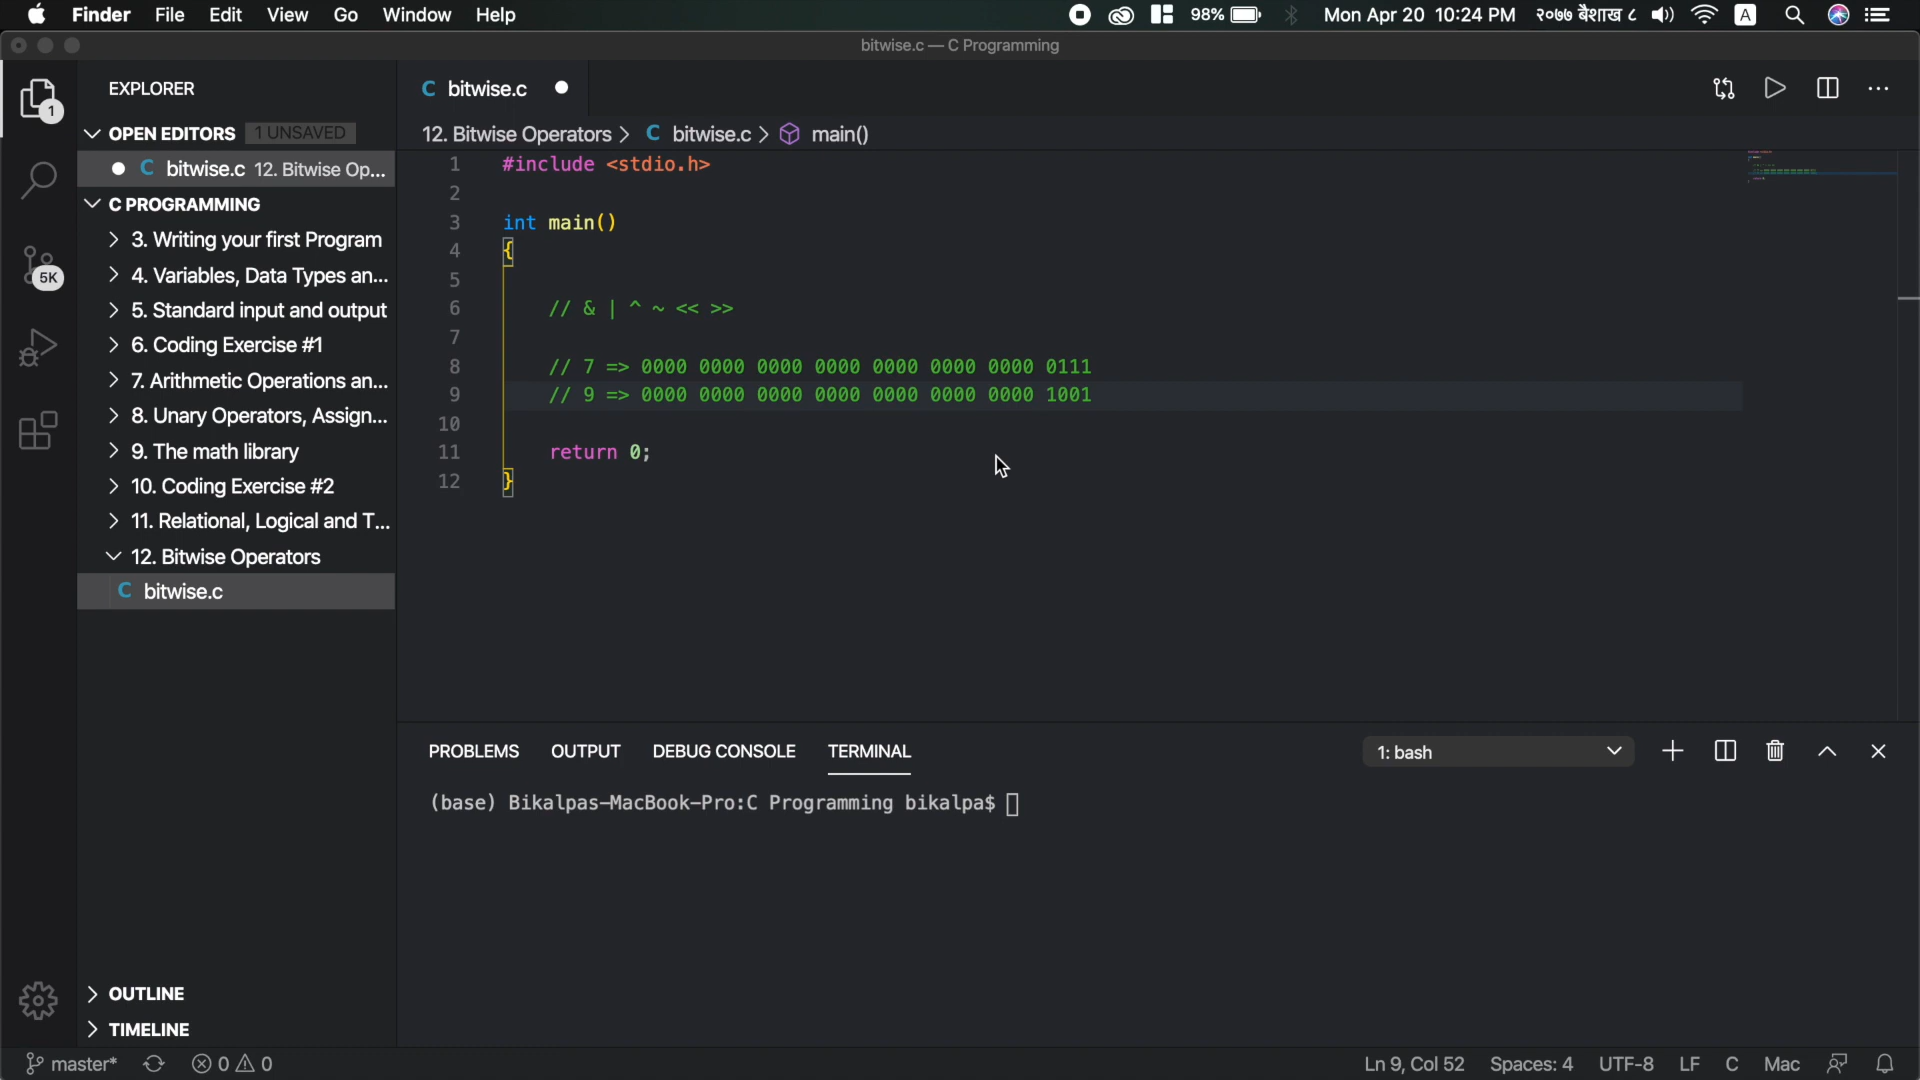 Finder File Edit View Go Window Help 98% Mon Apr 20 10:24 PM २०७७ बैशाख ८ A
bitwise.c — C Programming
1
EXPLORER
OPEN EDITORS 1 UNSAVED
C bitwise.c 12. Bitwise Op...
C PROGRAMMING
3. Writing your first Program
4. Variables, Data Types an...
5K
5. Standard input and output
6. Coding Exercise #1
7. Arithmetic Operations an...
8. Unary Operators, Assign...
9. The math library
10. Coding Exercise #2
11. Relational, Logical and T...
12. Bitwise Operators
C bitwise.c
OUTLINE
TIMELINE
C bitwise.c
12. Bitwise Operators > C bitwise.c > main()
1 #include <stdio.h>
2
3 int main()
4 {
5
6 // & | ^ ~ << >>
7
8 // 7 => 0000 0000 0000 0000 0000 0000 0000 0111
9 // 9 => 0000 0000 0000 0000 0000 0000 0000 1001
10
11 return 0;
12 }
PROBLEMS OUTPUT DEBUG CONSOLE TERMINAL 1: bash
(base) Bikalpas-MacBook-Pro:C Programming bikalpa$
master* 0 0 Ln 9, Col 52 Spaces: 4 UTF-8 LF C Mac